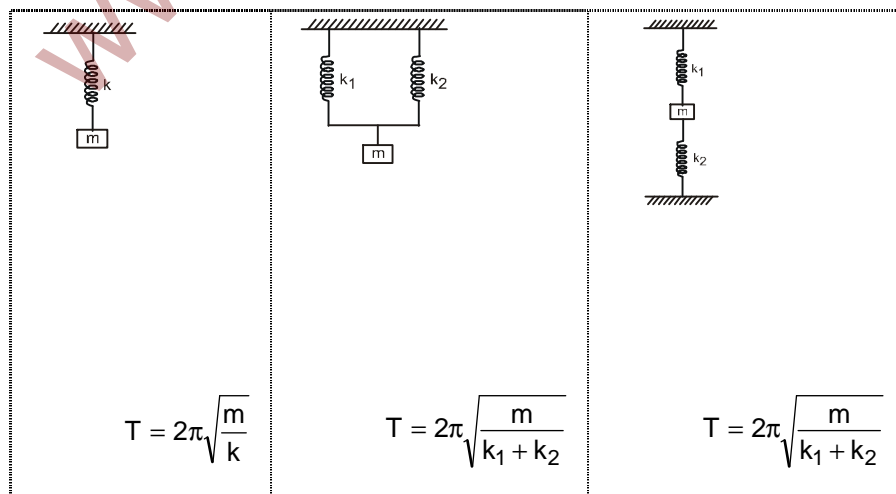 W
k
m
k₁
k₂
m
k₁
m
k₂
T = 2π√(m/k)
T = 2π√(m/(k₁ + k₂))
T = 2π√(m/(k₁ + k₂))